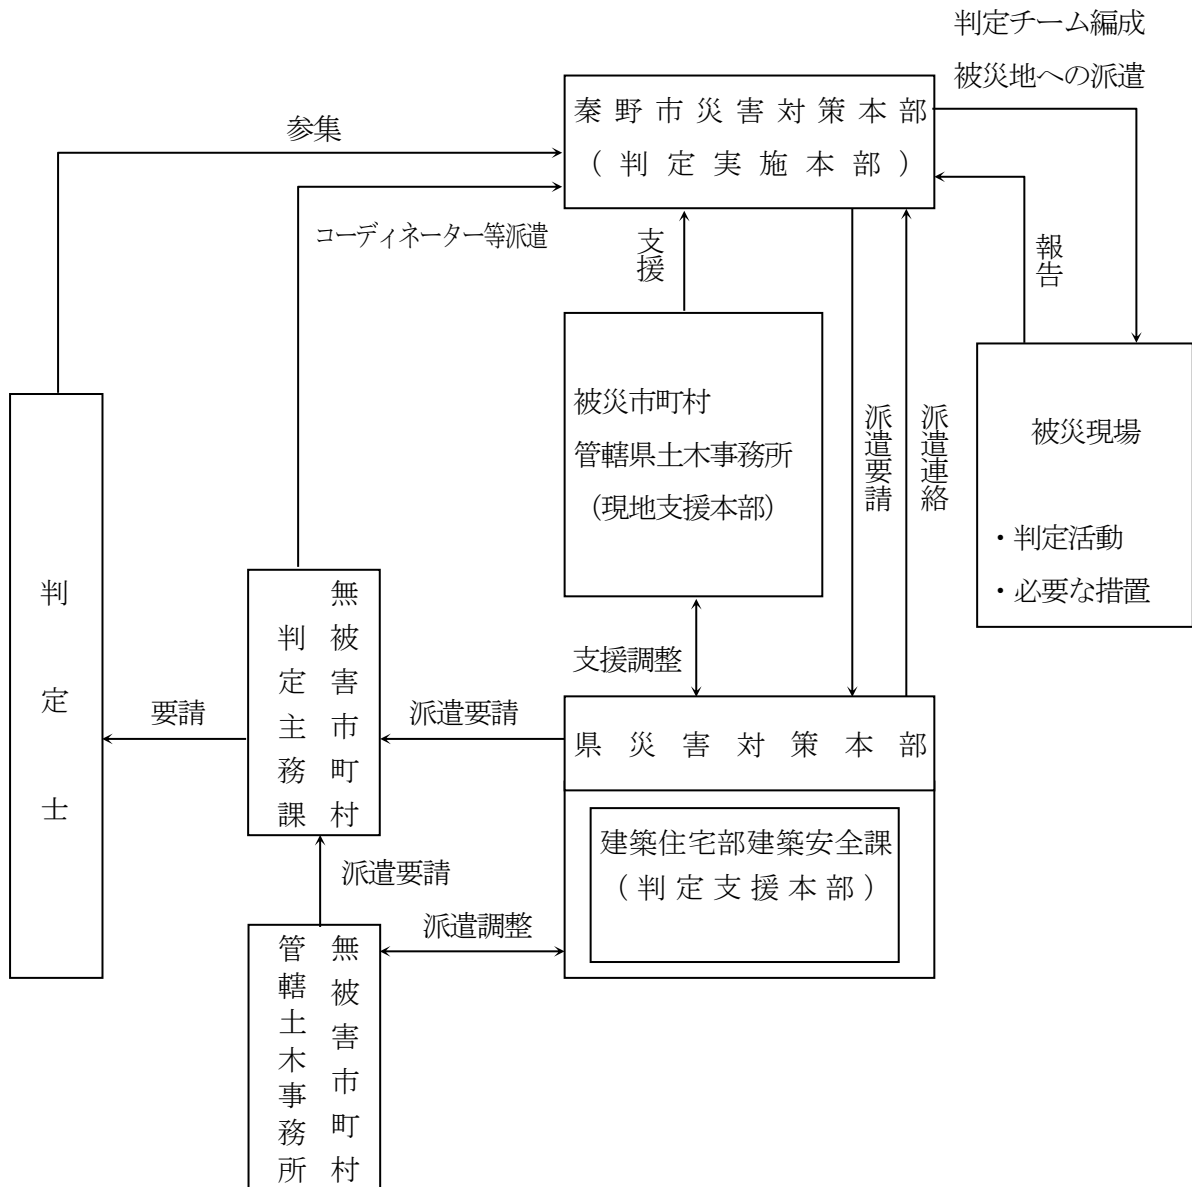 判定チーム編成
被災地への派遣
秦野市災害対策本部
（判定実施本部）
参集
コーディネーター等派遣
支援
報告
被災市町村
管轄県土木事務所
（現地支援本部）
派遣要請
派遣連絡
被災現場
・判定活動
・必要な措置
判定士
無被害市町村
判定主務課
支援調整
要請
派遣要請
県災害対策本部
建築住宅部建築安全課
（判定支援本部）
派遣要請
派遣調整
無被害市町村
管轄土木事務所